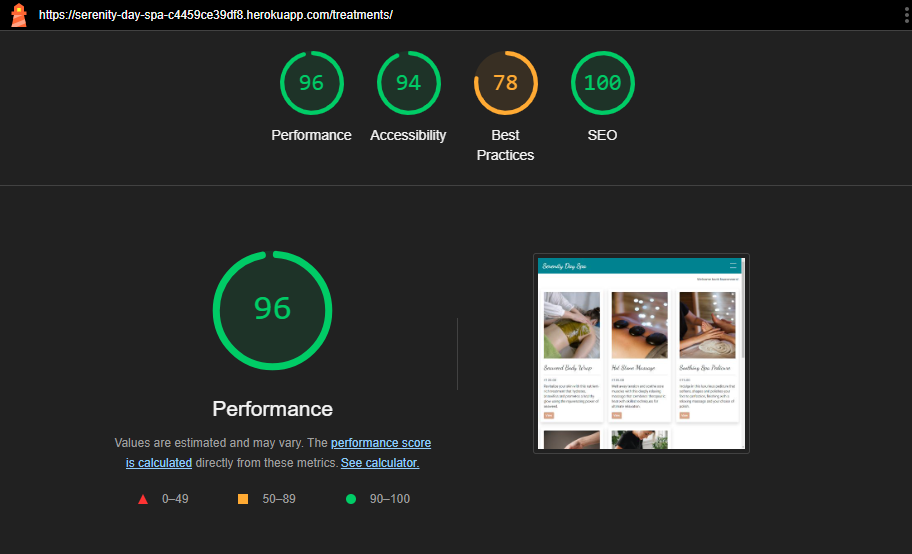 https://serenity-day-spa-c4459ce39df8.herokuapp.com/treatments/
96
94
78
100
Performance
Accessibility
Best
Practices
SEO
96
Performance
Values are estimated and may vary. The performance score
is calculated directly from these metrics. See calculator.
0–49
50–89
90–100
Serenity Day Spa
Seaweed Body Wrap
Hot Stone Massage
Soothing Spa Pedicure